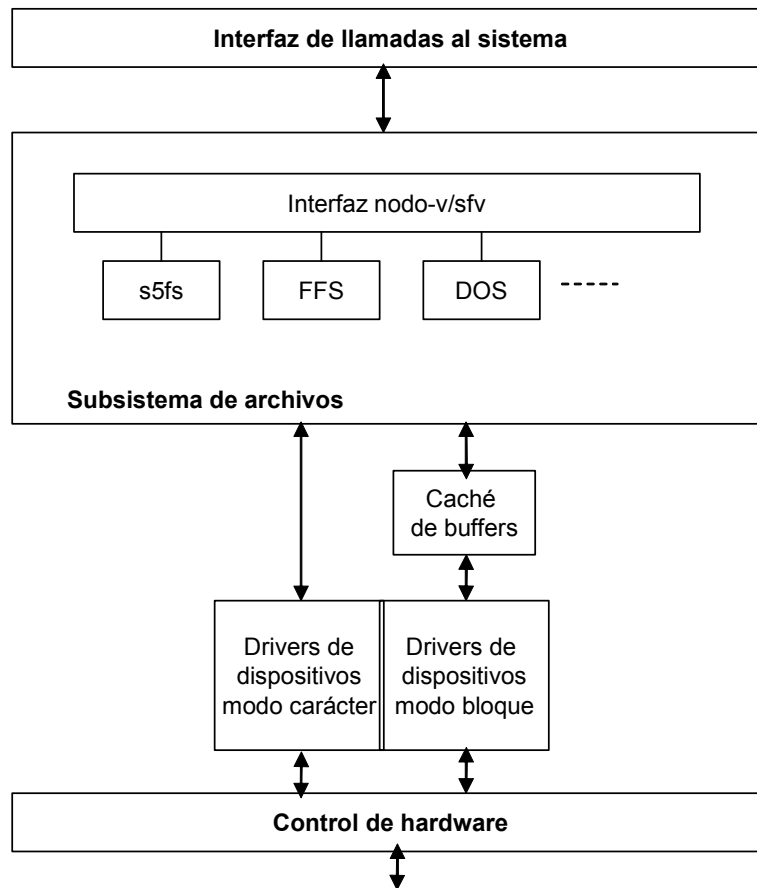 Interfaz de llamadas al sistema
Interfaz nodo-v/sfv
s5fs
FFS
DOS
Subsistema de archivos
Caché
de buffers
Drivers de
dispositivos
modo carácter
Drivers de
dispositivos
modo bloque
Control de hardware